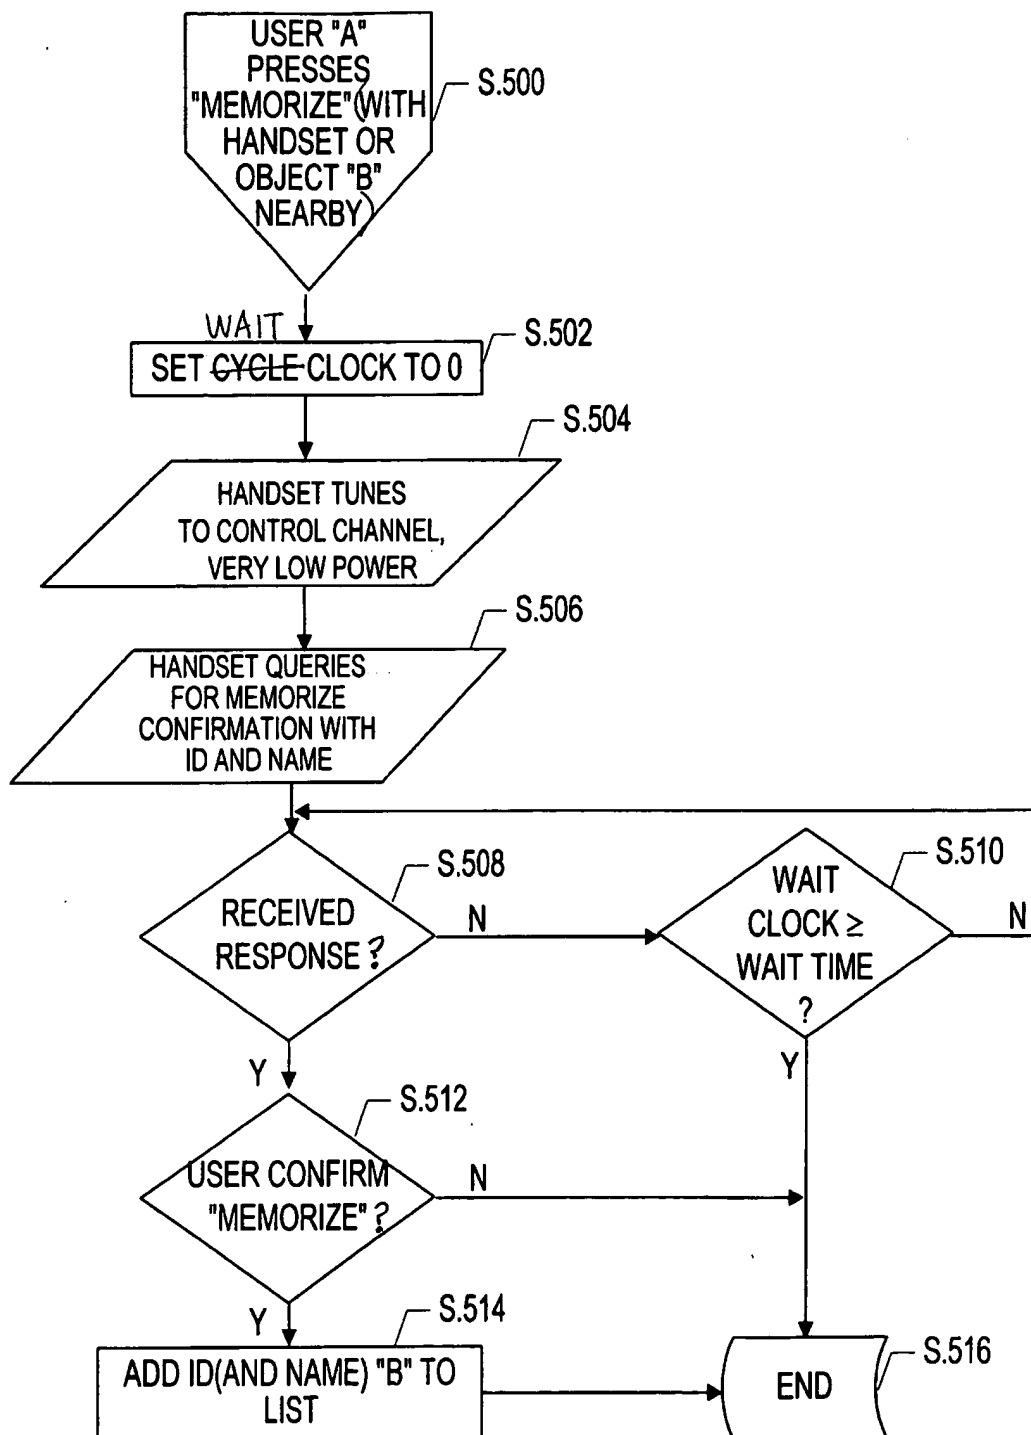 USER "A"
PRESSES
"MEMORIZE"(WITH
HANDSET OR
OBJECT "B"
NEARBY)
S.500
WAIT
SET CYCLE CLOCK TO 0
S.502
HANDSET TUNES
TO CONTROL CHANNEL,
VERY LOW POWER
S.504
HANDSET QUERIES
FOR MEMORIZE
CONFIRMATION WITH
ID AND NAME
S.506
RECEIVED
RESPONSE?
S.508
N
WAIT
CLOCK ≥
WAIT TIME
?
S.510
N
Y
Y
USER CONFIRM
"MEMORIZE"?
S.512
N
Y
ADD ID(AND NAME) "B" TO
LIST
S.514
END
S.516